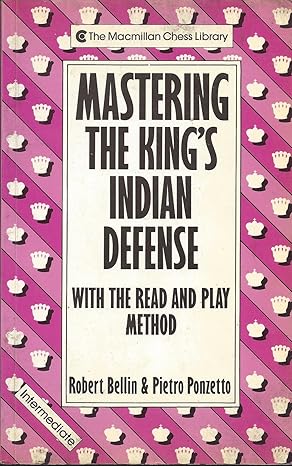 The Macmillan Chess Library
MASTERING
THE KING'S
INDIAN
DEFENSE
WITH THE READ AND PLAY
METHOD
Robert Bellin & Pietro Ponzetto
Intermediate